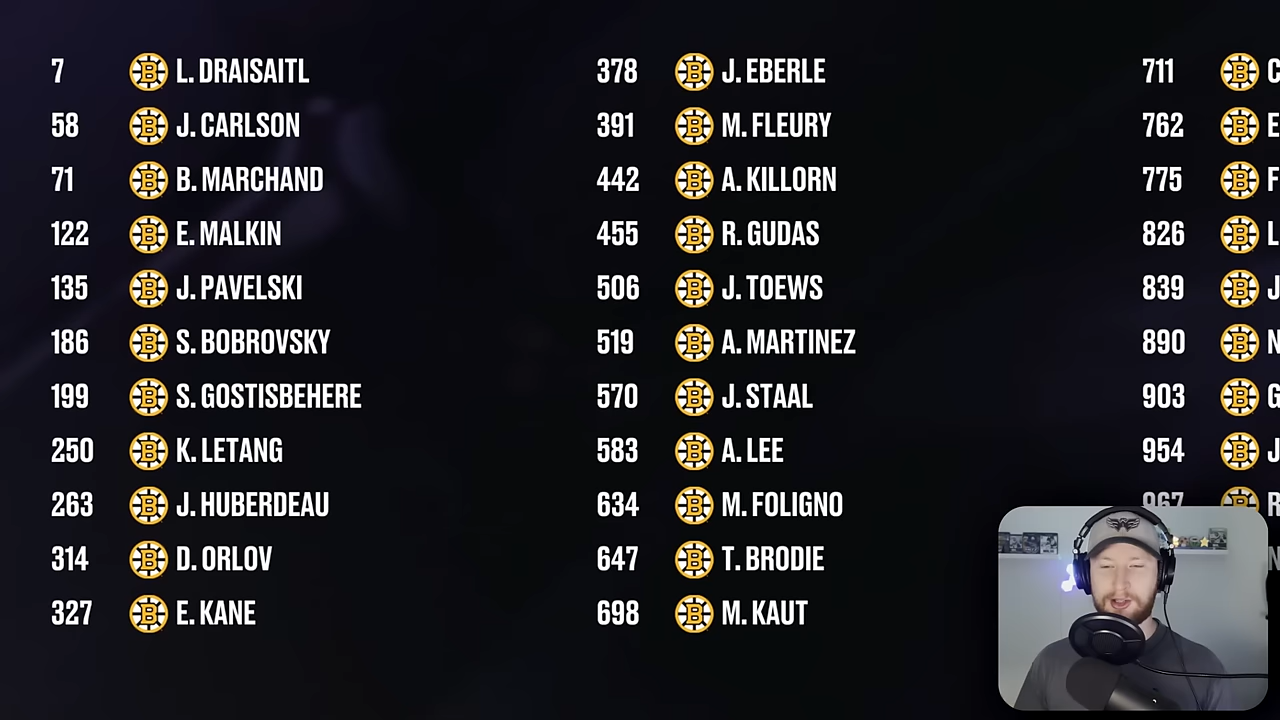 7 B L. DRAISAITL
58 B J. CARLSON
71 B B. MARCHAND
122 B E. MALKIN
135 B J. PAVELSKI
186 B S. BOBROVSKY
199 B S. GOSTISBEHERE
250 B K. LETANG
263 B J. HUBERDEAU
314 B D. ORLOV
327 B E. KANE
378 B J. EBERLE
391 B M. FLEURY
442 B A. KILLORN
455 B R. GUDAS
506 B J. TOEWS
519 B A. MARTINEZ
570 B J. STAAL
583 B A. LEE
634 B M. FOLIGNO
647 B T. BRODIE
698 B M. KAUT
711 B C
762 B E
775 B F
826 B L
839 B J
890 B N
903 B G
954 B J
967 B R
N